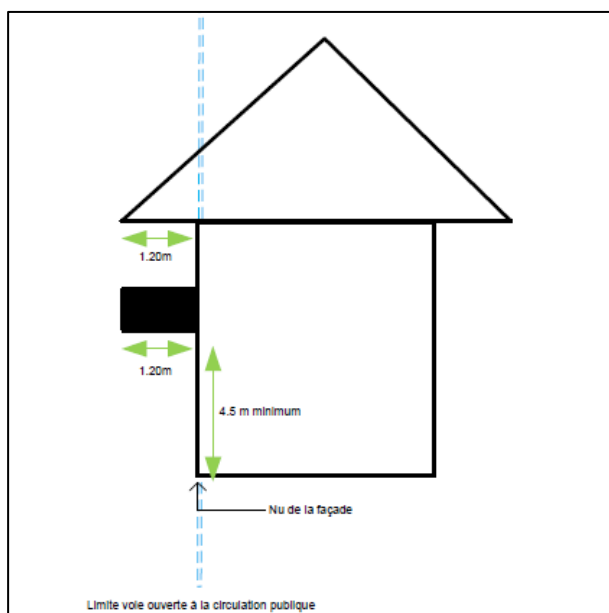 1.20m
1.20m
4.5 m minimum
Nu de la façade
Limite voie ouverte à la circulation publique